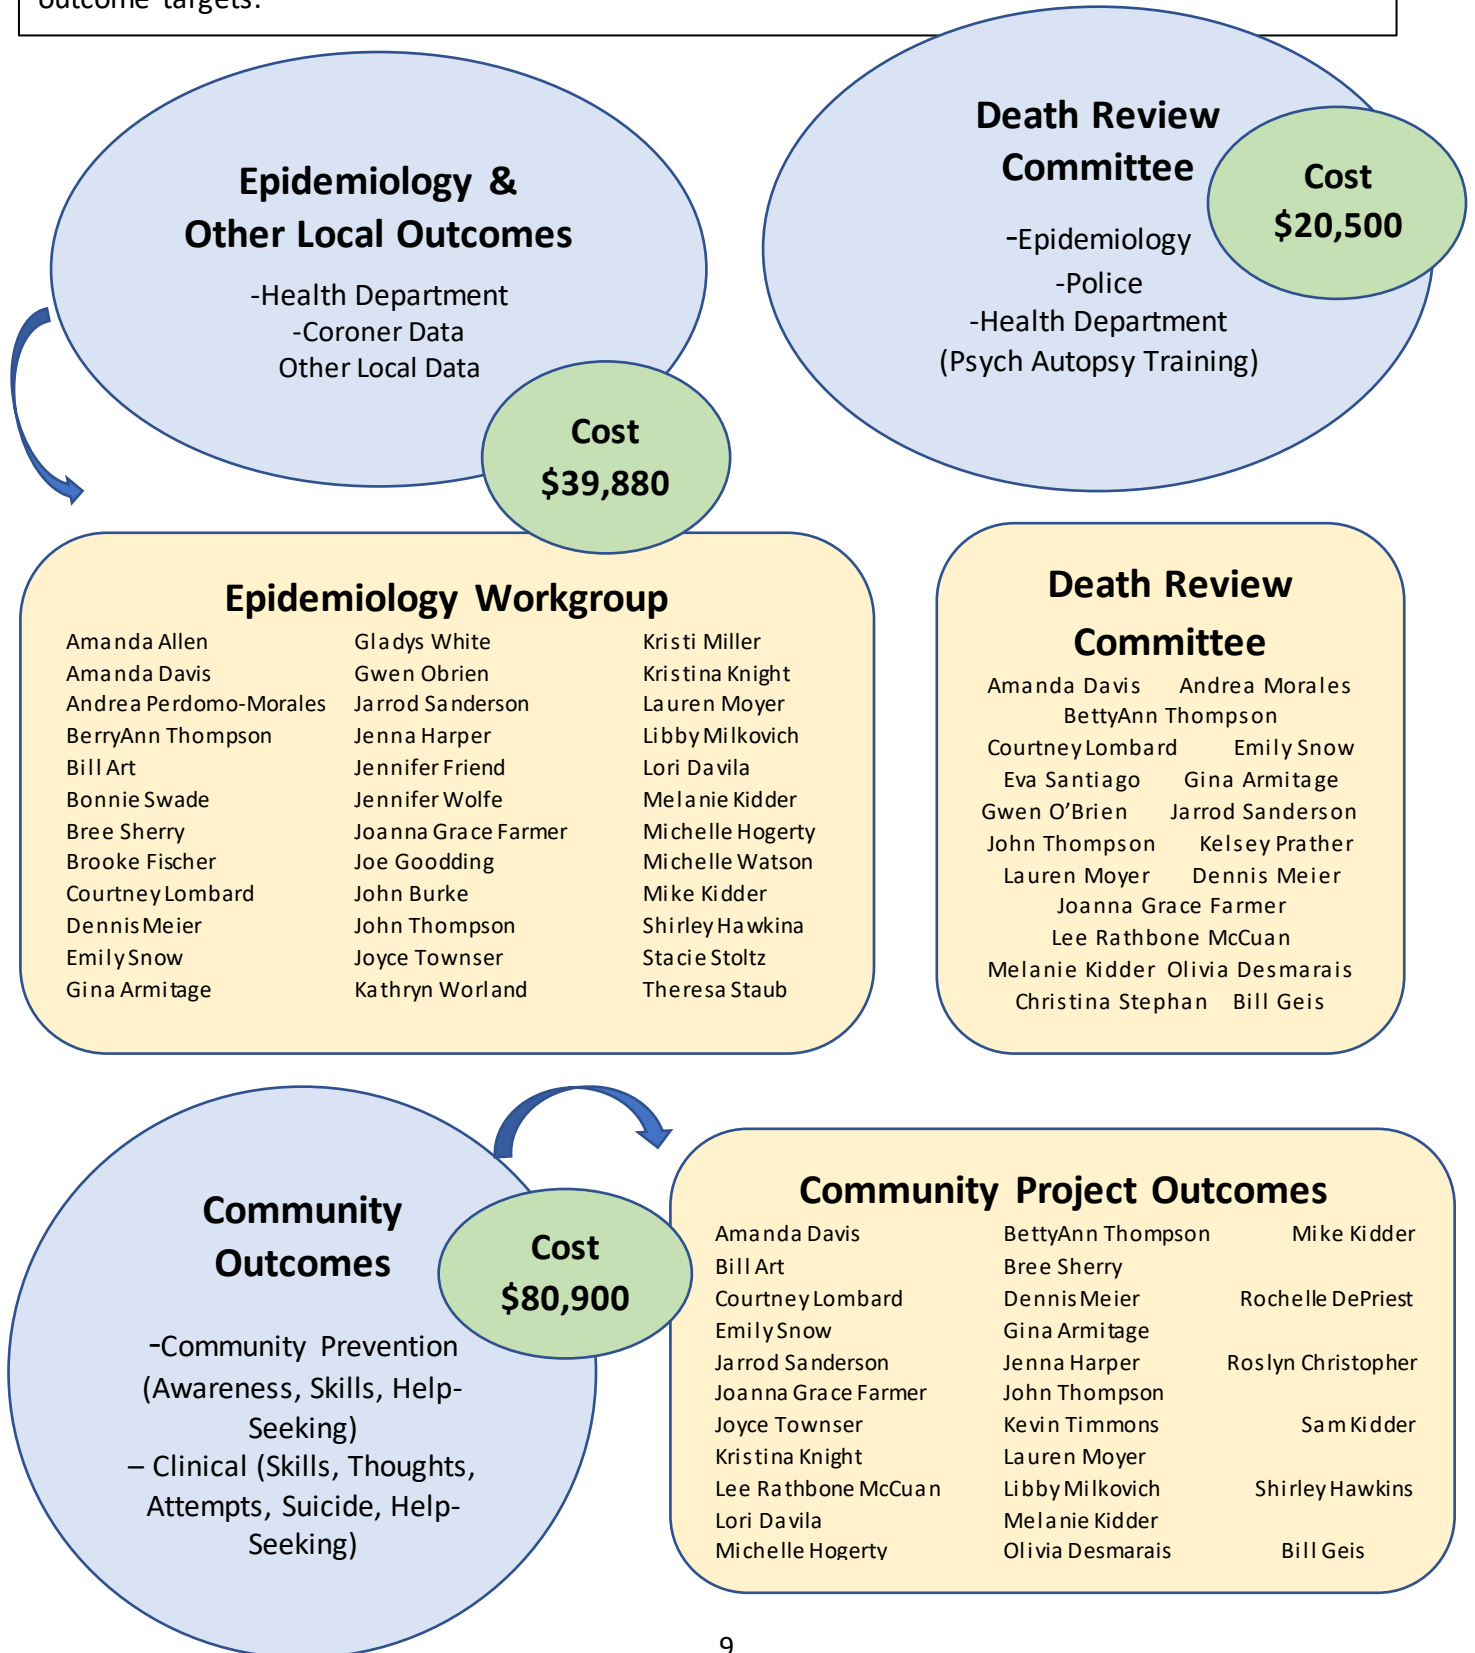 outcome targets.
Epidemiology &
Other Local Outcomes
-Health Department
-Coroner Data
Other Local Data
Cost
$39,880
Death Review
Committee
-Epidemiology
-Police
-Health Department
(Psych Autopsy Training)
Cost
$20,500
Epidemiology Workgroup
Amanda Allen Gladys White Kristi Miller
Amanda Davis Gwen Obrien Kristina Knight
Andrea Perdomo-Morales Jarrod Sanderson Lauren Moyer
BerryAnn Thompson Jenna Harper Libby Milkovich
Bill Art Jennifer Friend Lori Davila
Bonnie Swade Jennifer Wolfe Melanie Kidder
Bree Sherry Joanna Grace Farmer Michelle Hogerty
Brooke Fischer Joe Goodding Michelle Watson
Courtney Lombard John Burke Mike Kidder
Dennis Meier John Thompson Shirley Hawkina
Emily Snow Joyce Townser Stacie Stoltz
Gina Armitage Kathryn Worland Theresa Staub
Death Review
Committee
Amanda Davis Andrea Morales
BettyAnn Thompson
Courtney Lombard Emily Snow
Eva Santiago Gina Armitage
Gwen O’Brien Jarrod Sanderson
John Thompson Kelsey Prather
Lauren Moyer Dennis Meier
Joanna Grace Farmer
Lee Rathbone McCuan
Melanie Kidder Olivia Desmarais
Christina Stephan Bill Geis
Community
Outcomes
-Community Prevention
(Awareness, Skills, Help-
Seeking)
– Clinical (Skills, Thoughts,
Attempts, Suicide, Help-
Seeking)
Cost
$80,900
Community Project Outcomes
Amanda Davis BettyAnn Thompson Mike Kidder
Bill Art Bree Sherry
Courtney Lombard Dennis Meier Rochelle DePriest
Emily Snow Gina Armitage
Jarrod Sanderson Jenna Harper Roslyn Christopher
Joanna Grace Farmer John Thompson
Joyce Townser Kevin Timmons Sam Kidder
Kristina Knight Lauren Moyer
Lee Rathbone McCuan Libby Milkovich Shirley Hawkins
Lori Davila Melanie Kidder
Michelle Hogerty Olivia Desmarais Bill Geis
9